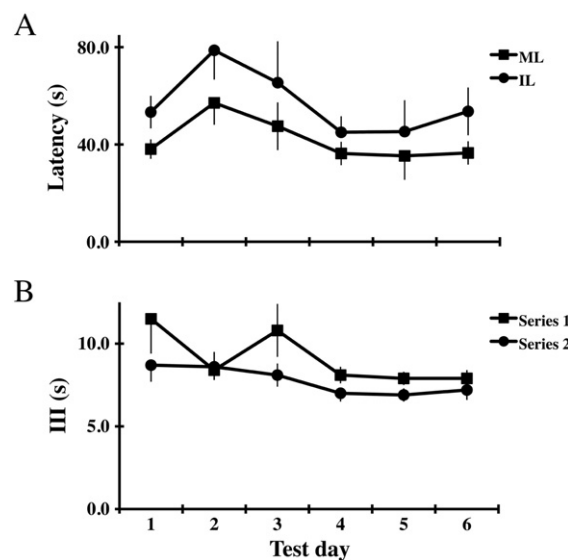 A
80.0
ML
IL
Latency (s)
40.0
0.0
B
Series 1
10.0
Series 2
III (s)
5.0
0.0
1 2 3 4 5 6
Test day